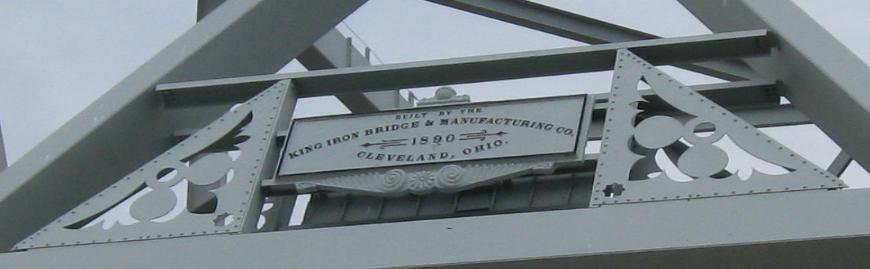 BUILT BY THE
KING IRON BRIDGE & MANUFACTURING CO.
1890
CLEVELAND, OHIO.